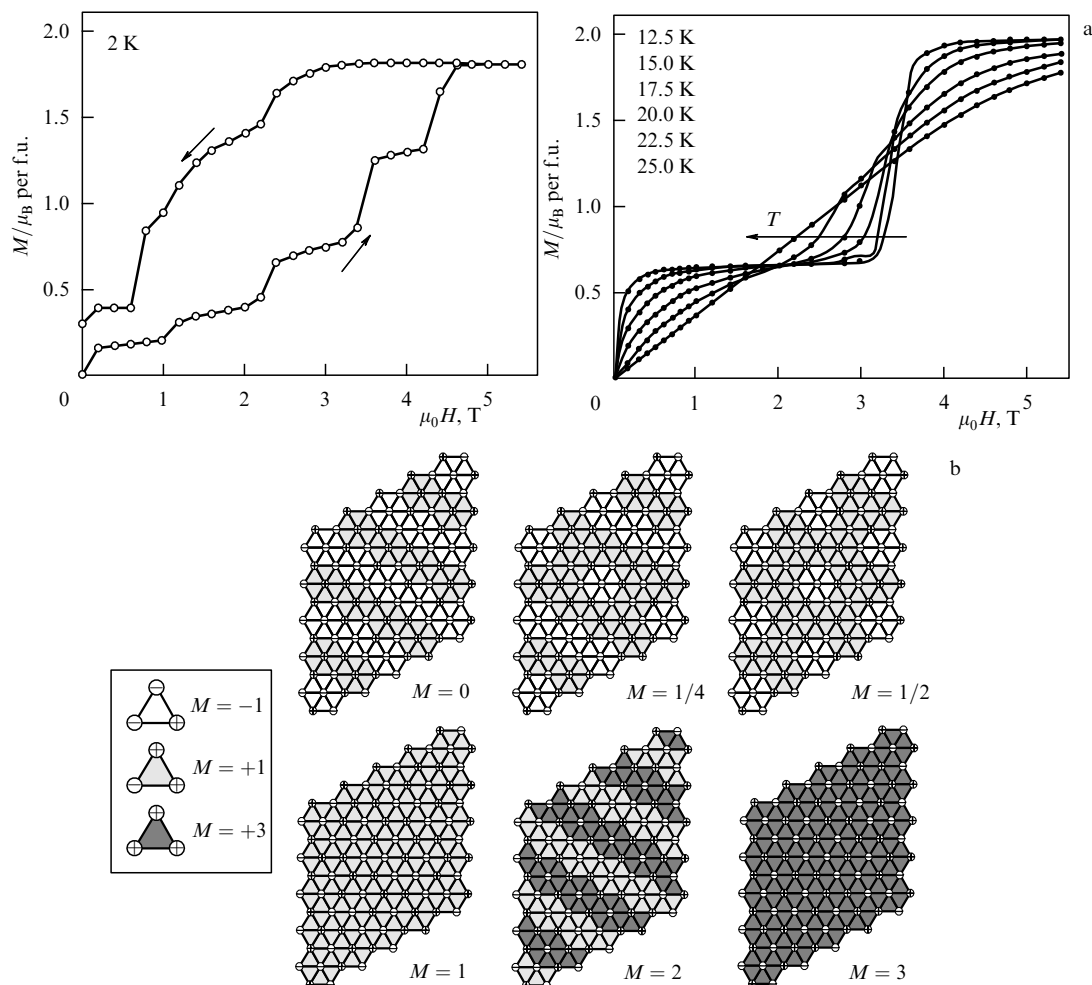 2.0
1.5
1.0
0.5
0
1
2
3
4
5
2 K
M/μB per f.u.
μ0H, T
a
2.0
1.5
1.0
0.5
0
1
2
3
4
5
12.5 K
15.0 K
17.5 K
20.0 K
22.5 K
25.0 K
T
M/μB per f.u.
μ0H, T
b
M = 0
M = 1/4
M = 1/2
M = −1
M = +1
M = +3
M = 1
M = 2
M = 3